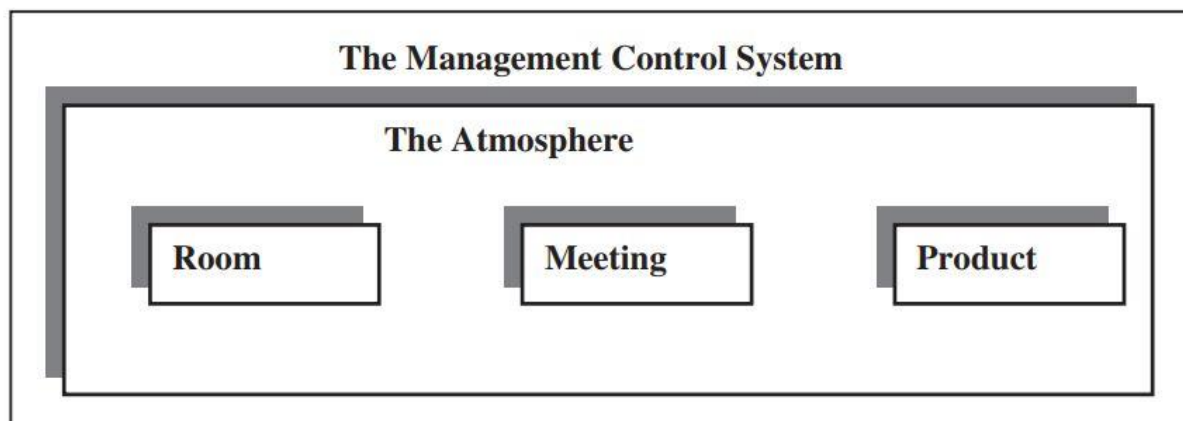 The Management Control System
The Atmosphere
Room
Meeting
Product